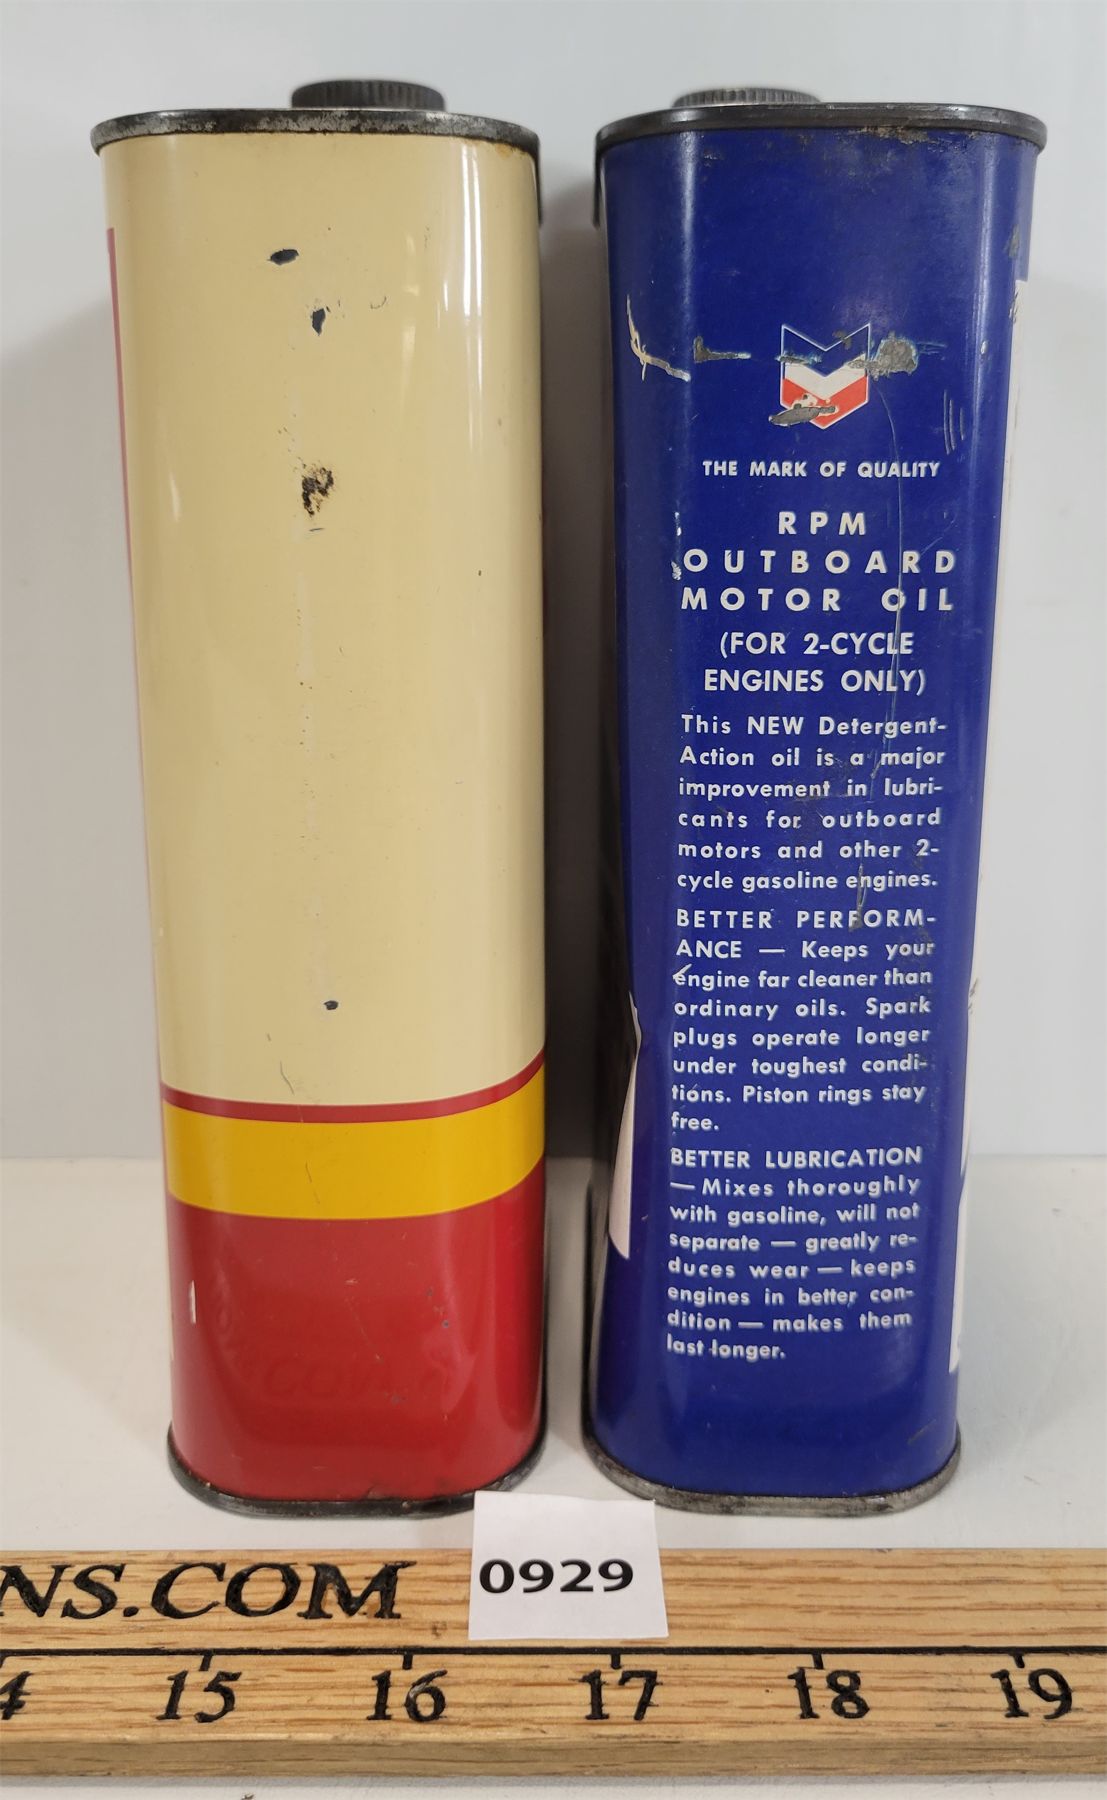 THE MARK OF QUALITY
RPM
OUTBOARD
MOTOR OIL
(FOR 2-CYCLE
ENGINES ONLY)
This NEW Detergent-
Action oil is a major
improvement in lubri-
cants for outboard
motors and other 2-
cycle gasoline engines.
BETTER PERFORM-
ANCE — Keeps your
engine far cleaner than
ordinary oils. Spark
plugs operate longer
under toughest condi-
tions. Piston rings stay
free.
BETTER LUBRICATION
— Mixes thoroughly
with gasoline, will not
separate — greatly re-
duces wear — keeps
engines in better con-
dition — makes them
last longer.
0929
NS.COM
4 15 16 17 18 19